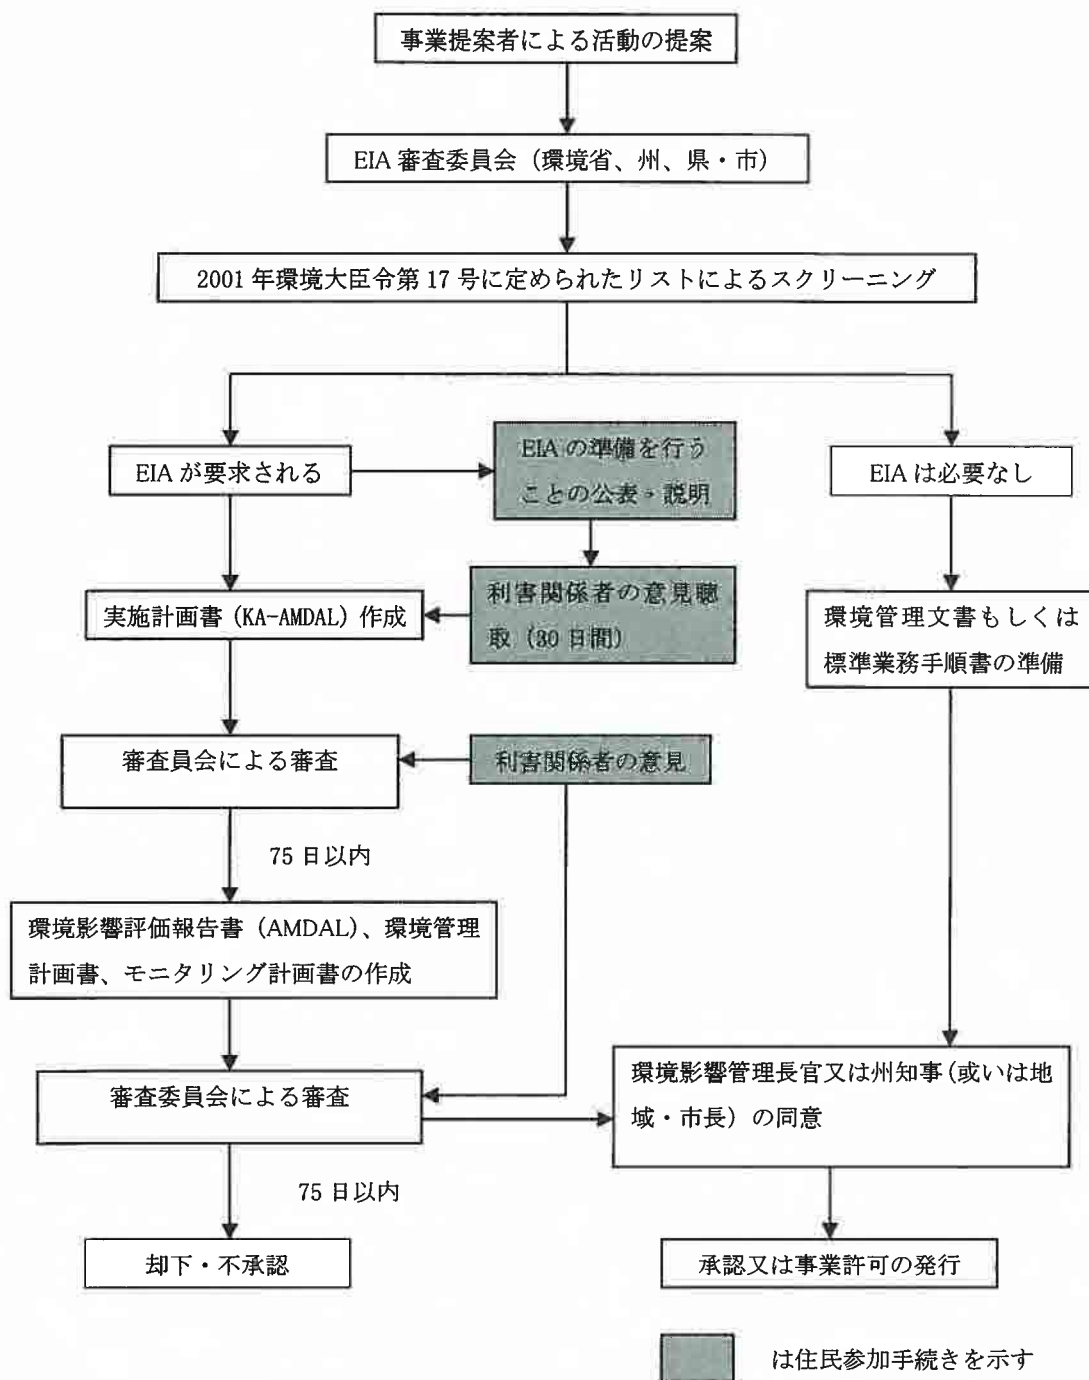 事業提案者による活動の提案
EIA 審査委員会（環境省、州、県・市）
2001 年環境大臣令第 17 号に定められたリストによるスクリーニング
EIA が要求される
EIA の準備を行う
ことの公表・説明
EIA は必要なし
実施計画書（KA-AMDAL）作成
利害関係者の意見聴
取（30 日間）
環境管理文書もしくは
標準業務手順書の準備
審査員会による審査
利害関係者の意見
75 日以内
環境影響評価報告書（AMDAL）、環境管理
計画書、モニタリング計画書の作成
審査委員会による審査
環境影響管理長官又は州知事（或いは地
域・市長）の同意
75 日以内
却下・不承認
承認又は事業許可の発行
は住民参加手続きを示す